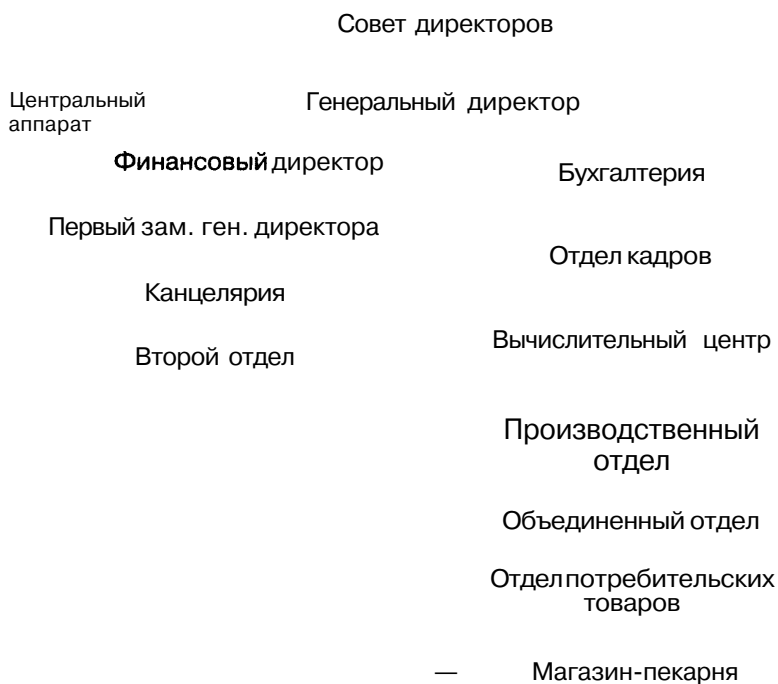 Совет директоров
Центральный
аппарат
Генеральный директор
Финансовый директор
Бухгалтерия
Первый зам. ген. директора
Отдел кадров
Канцелярия
Вычислительный центр
Второй отдел
Производственный
отдел
Объединенный отдел
Отдел потребительских
товаров
— Магазин-пекарня